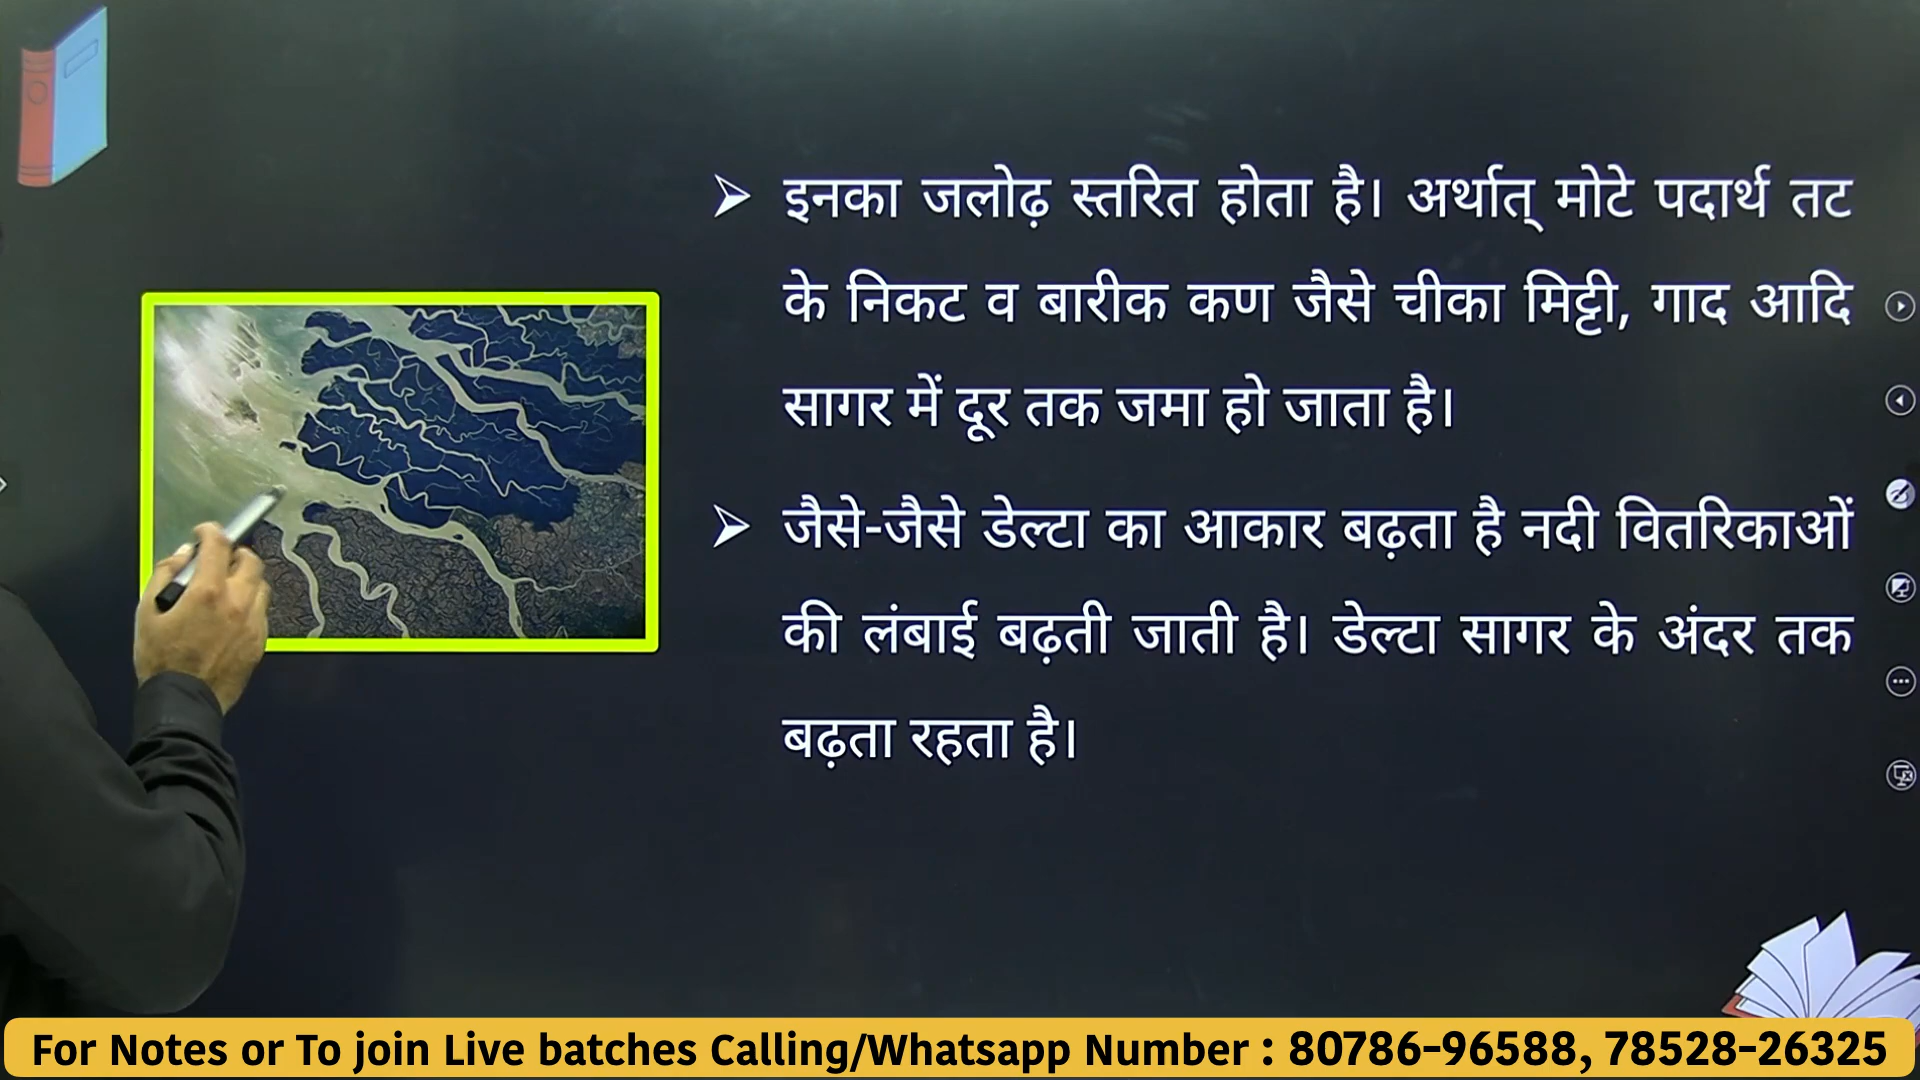 ➢ इनका जलोढ़ स्तरित होता है। अर्थात् मोटे पदार्थ तट
के निकट व बारीक कण जैसे चीका मिट्टी, गाद आदि
सागर में दूर तक जमा हो जाता है।
➢ जैसे-जैसे डेल्टा का आकार बढ़ता है नदी वितरिकाओं
की लंबाई बढ़ती जाती है। डेल्टा सागर के अंदर तक
बढ़ता रहता है।
For Notes or To join Live batches Calling/Whatsapp Number : 80786-96588, 78528-26325